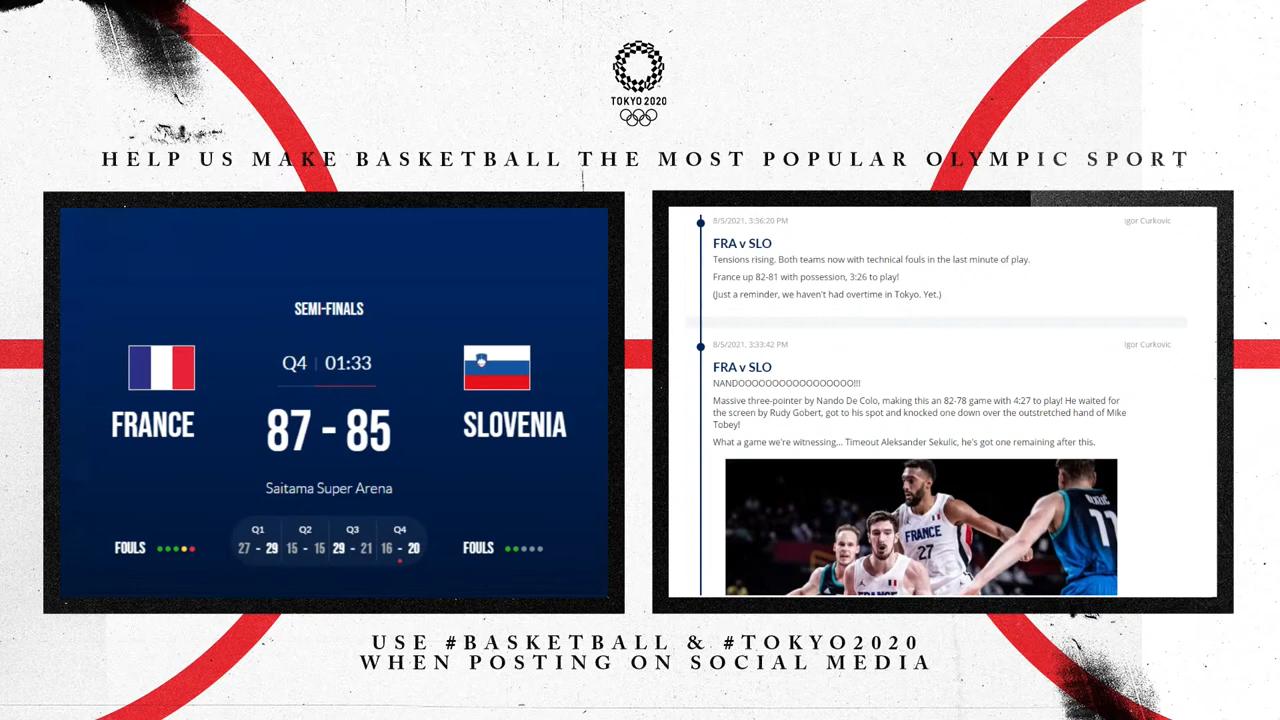 TOKYO 2020
HELP US MAKE BASKETBALL THE MOST POPULAR OLYMPIC SPORT
SEMI-FINALS
Q4 | 01:33
FRANCE
87 - 85
SLOVENIA
Saitama Super Arena
Q1 Q2 Q3 Q4
FOULS
27 - 29 15 - 15 29 - 21 16 - 20
FOULS
8/5/2021, 3:36:20 PM
Igor Curkovic
FRA v SLO
Tensions rising. Both teams now with technical fouls in the last minute of play.
France up 82-81 with possession, 3:26 to play!
(Just a reminder, we haven't had overtime in Tokyo. Yet.)
8/5/2021, 3:33:42 PM
Igor Curkovic
FRA v SLO
NANDOOOOOOOOOOOOOOOOO!!!
Massive three-pointer by Nando De Colo, making this an 82-78 game with 4:27 to play! He waited for
the screen by Rudy Gobert, got to his spot and knocked one down over the outstretched hand of Mike
Tobey!
What a game we're witnessing... Timeout Aleksander Sekulic, he's got one remaining after this.
FRANCE
27
11
USE #BASKETBALL & #TOKYO2020
WHEN POSTING ON SOCIAL MEDIA